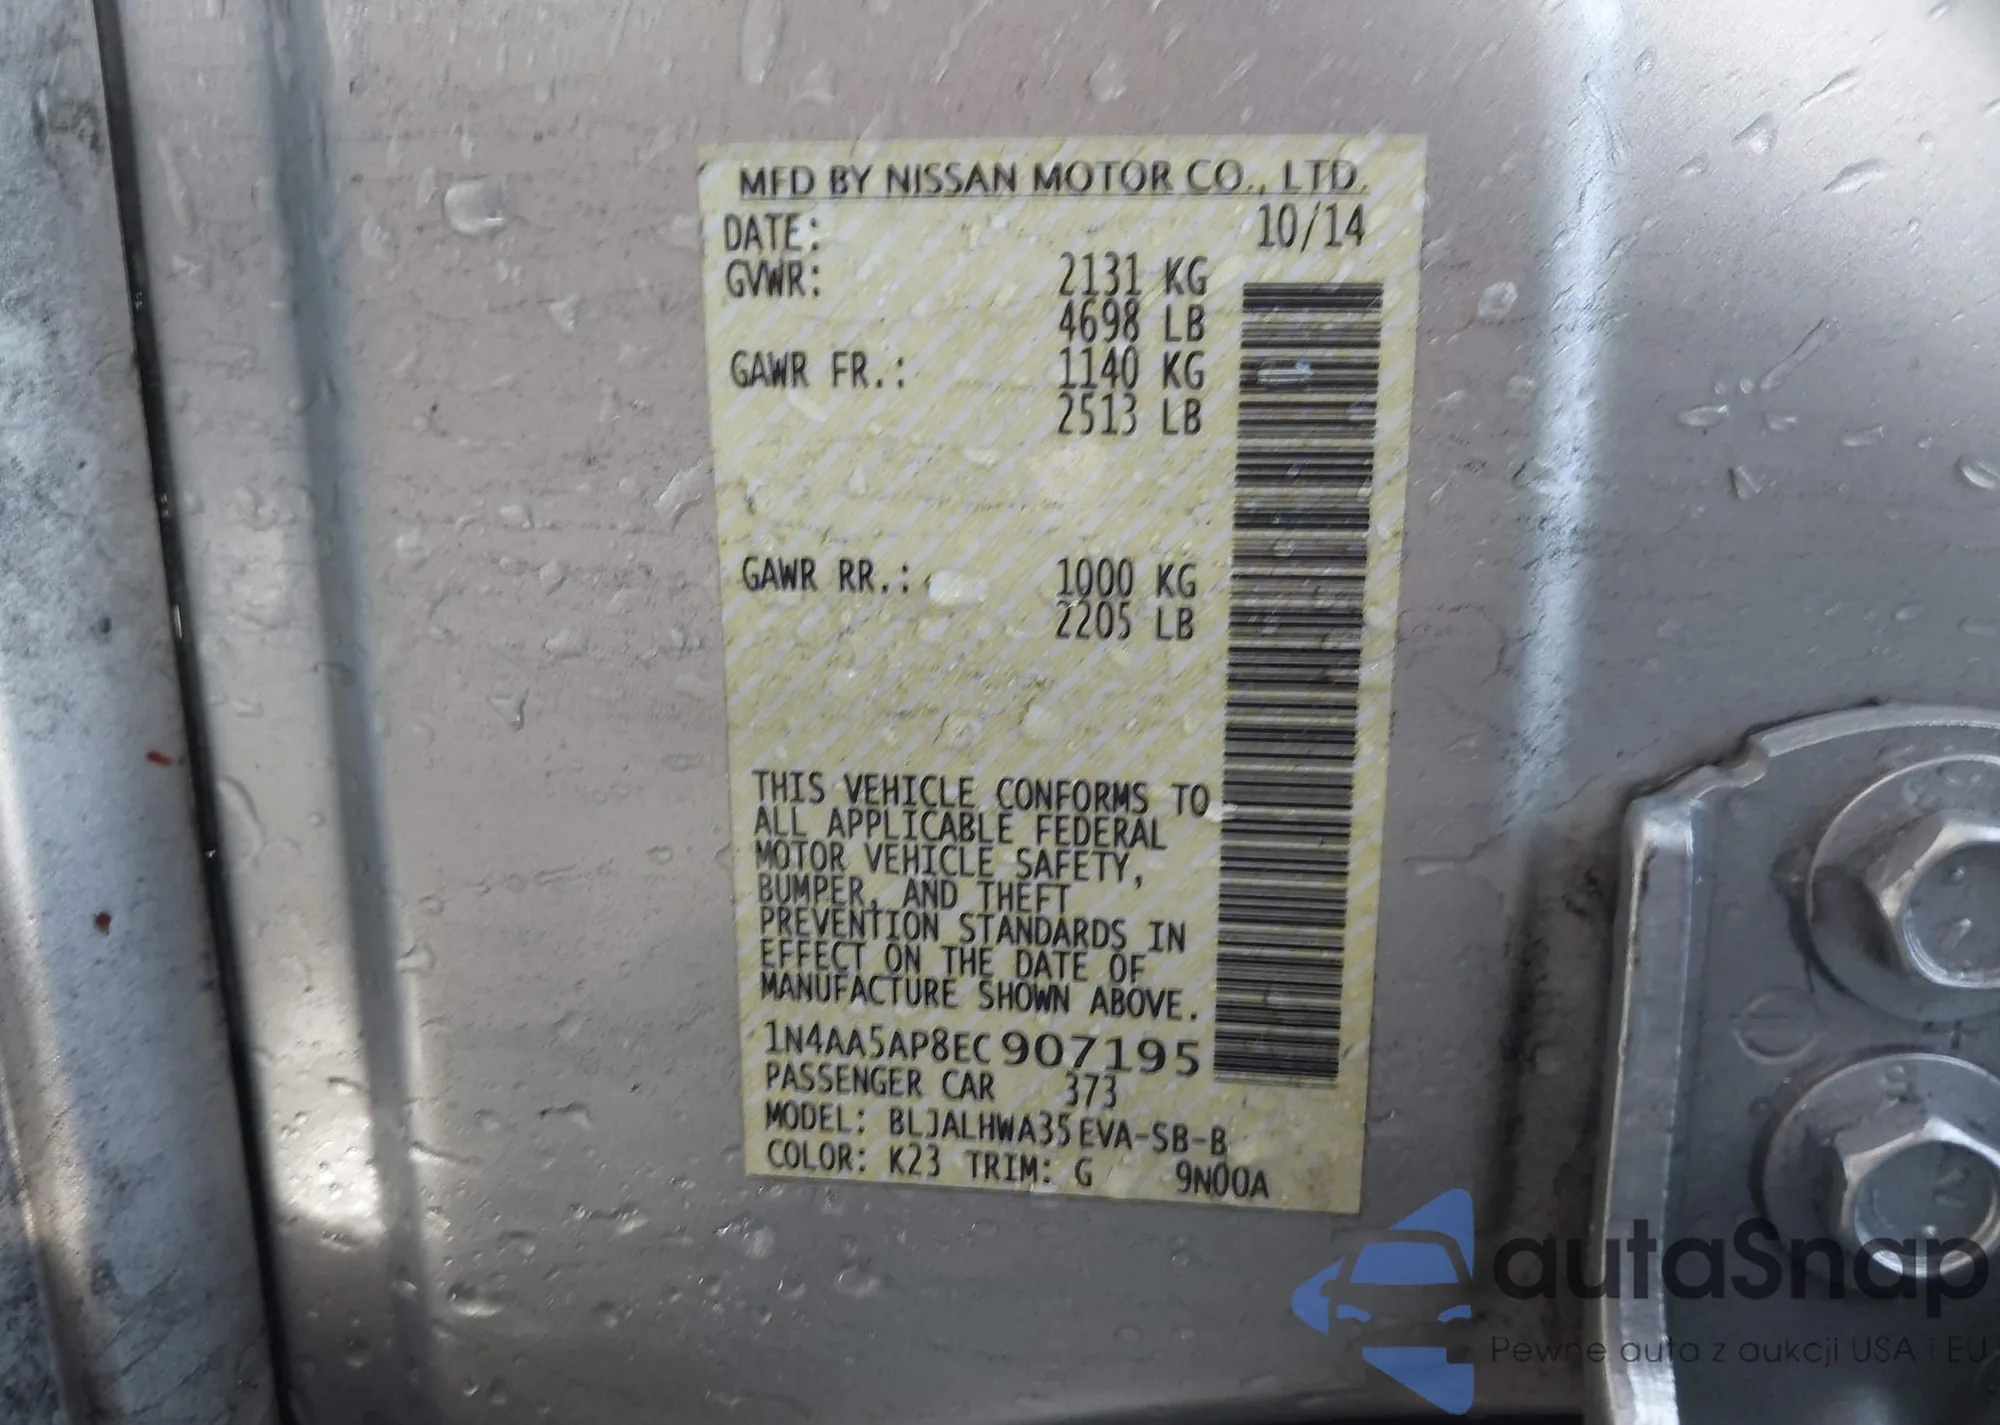 MFD BY NISSAN MOTOR CO., LTD.
DATE: 10/14
GVWR: 2131 KG
4698 LB
GAWR FR.: 1140 KG
2513 LB
GAWR RR.: 1000 KG
2205 LB
THIS VEHICLE CONFORMS TO
ALL APPLICABLE FEDERAL
MOTOR VEHICLE SAFETY,
BUMPER, AND THEFT
PREVENTION STANDARDS IN
EFFECT ON THE DATE OF
MANUFACTURE SHOWN ABOVE.
1N4AA5AP8EC907195
PASSENGER CAR 373
MODEL: BLJALHWA35EVA-SB-B
COLOR: K23 TRIM: G 9N00A
autaSnap
Pewne auta z aukcji USA i EU